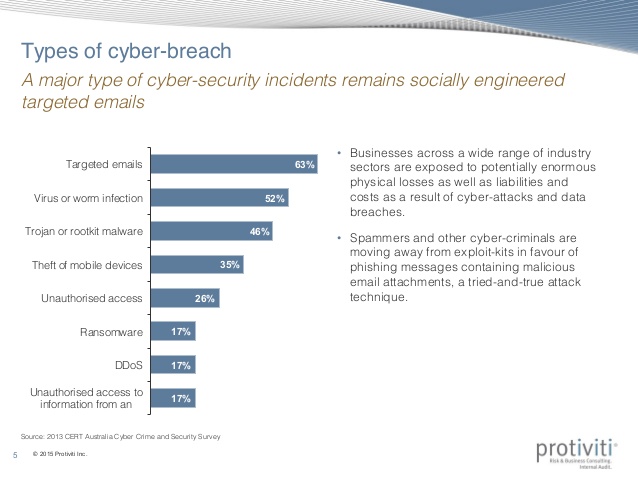 Types of cyber-breach
A major type of cyber-security incidents remains socially engineered
targeted emails
Targeted emails
63%
Virus or worm infection
52%
Trojan or rootkit malware
46%
Theft of mobile devices
35%
Unauthorised access
26%
Ransomware
17%
DDoS
17%
Unauthorised access to
information from an
17%
• Businesses across a wide range of industry
sectors are exposed to potentially enormous
physical losses as well as liabilities and
costs as a result of cyber-attacks and data
breaches.
• Spammers and other cyber-criminals are
moving away from exploit-kits in favour of
phishing messages containing malicious
email attachments, a tried-and-true attack
technique.
Source: 2013 CERT Australia Cyber Crime and Security Survey
5
© 2015 Protiviti Inc.
protiviti
Risk & Business Consulting.
Internal Audit.